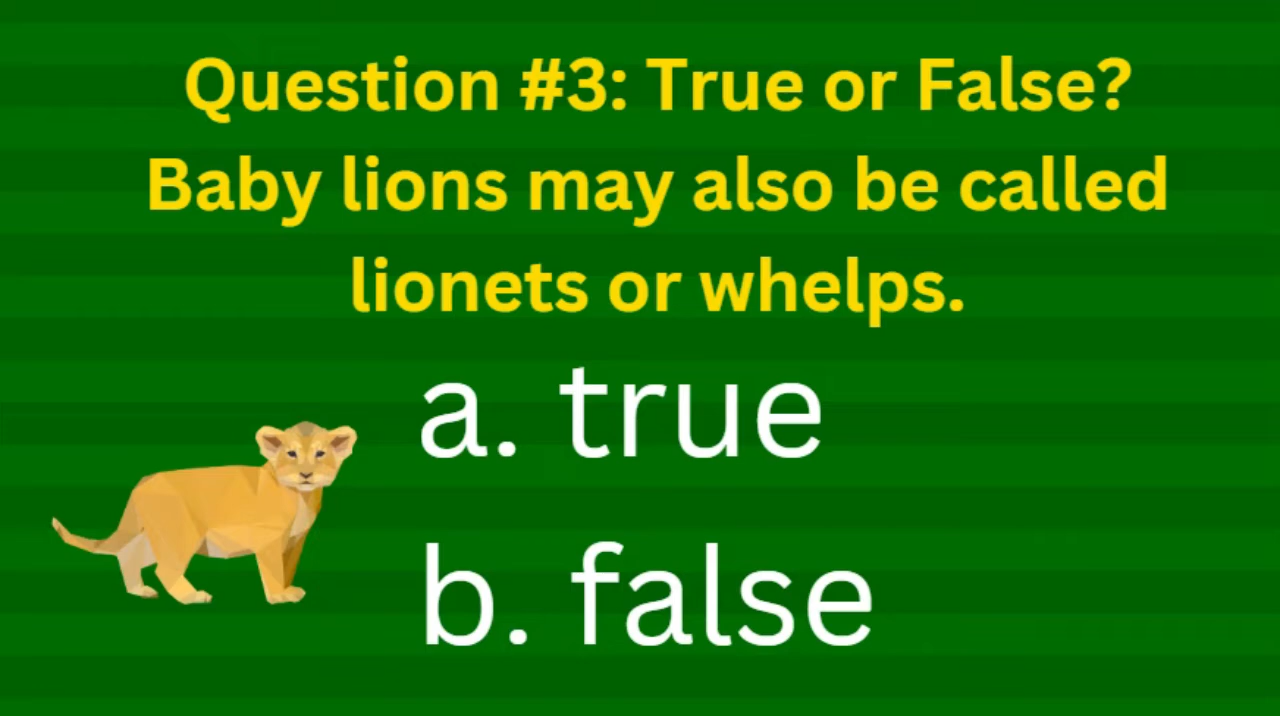 Question #3: True or False?
Baby lions may also be called
lionets or whelps.
a. true
b. false